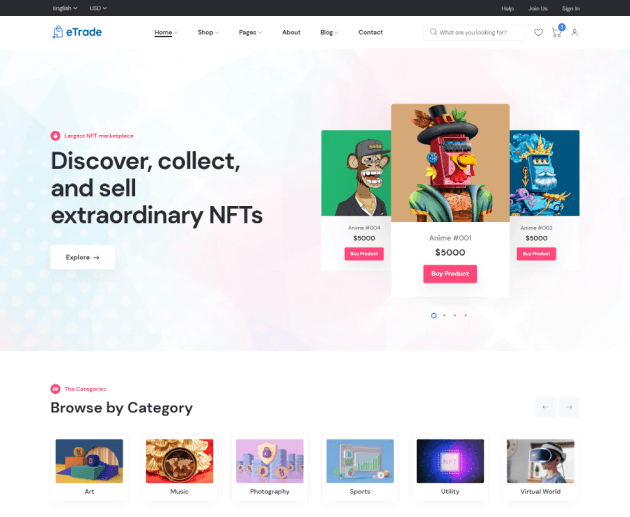 English USD Help Join Us Sign In
eTrade Home Shop Pages About Blog Contact What are you looking for? 3
Largest NFT marketplace
Discover, collect,
and sell
extraordinary NFTs
Explore →
Anime #004
$5000
Buy Product
Anime #001
$5000
Buy Product
Anime #002
$5000
Buy Product
The Categories
Browse by Category
Art Music Photography Sports Utility Virtual World